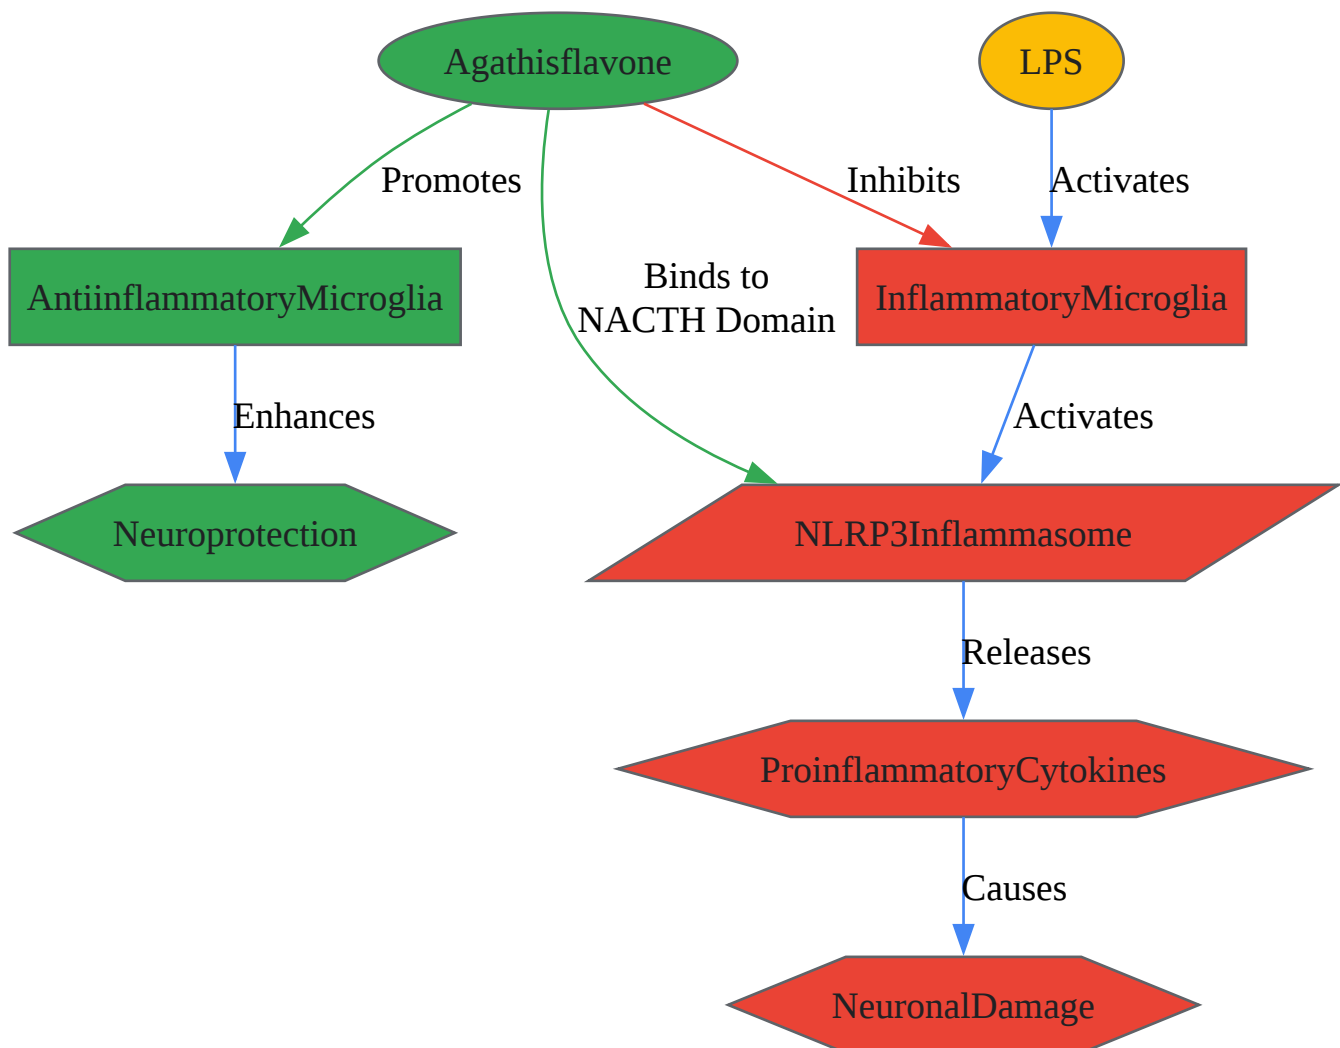 Agathisflavone
LPS
Promotes
Inhibits
Activates
Binds to
NACTH Domain
AntiinflammatoryMicroglia
InflammatoryMicroglia
Enhances
Activates
Neuroprotection
NLRP3Inflammasome
Releases
ProinflammatoryCytokines
Causes
NeuronalDamage